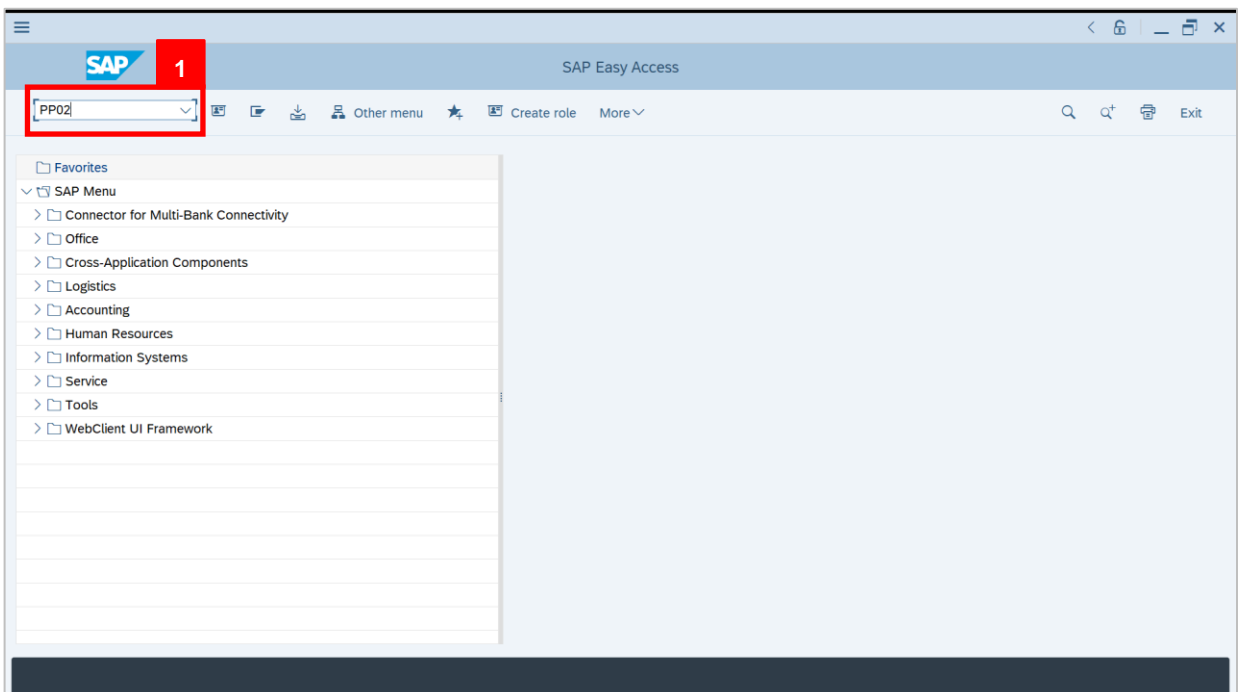 SAP
1
SAP Easy Access
PP02
Other menu
Create role
More
Exit
Favorites
SAP Menu
Connector for Multi-Bank Connectivity
Office
Cross-Application Components
Logistics
Accounting
Human Resources
Information Systems
Service
Tools
WebClient UI Framework